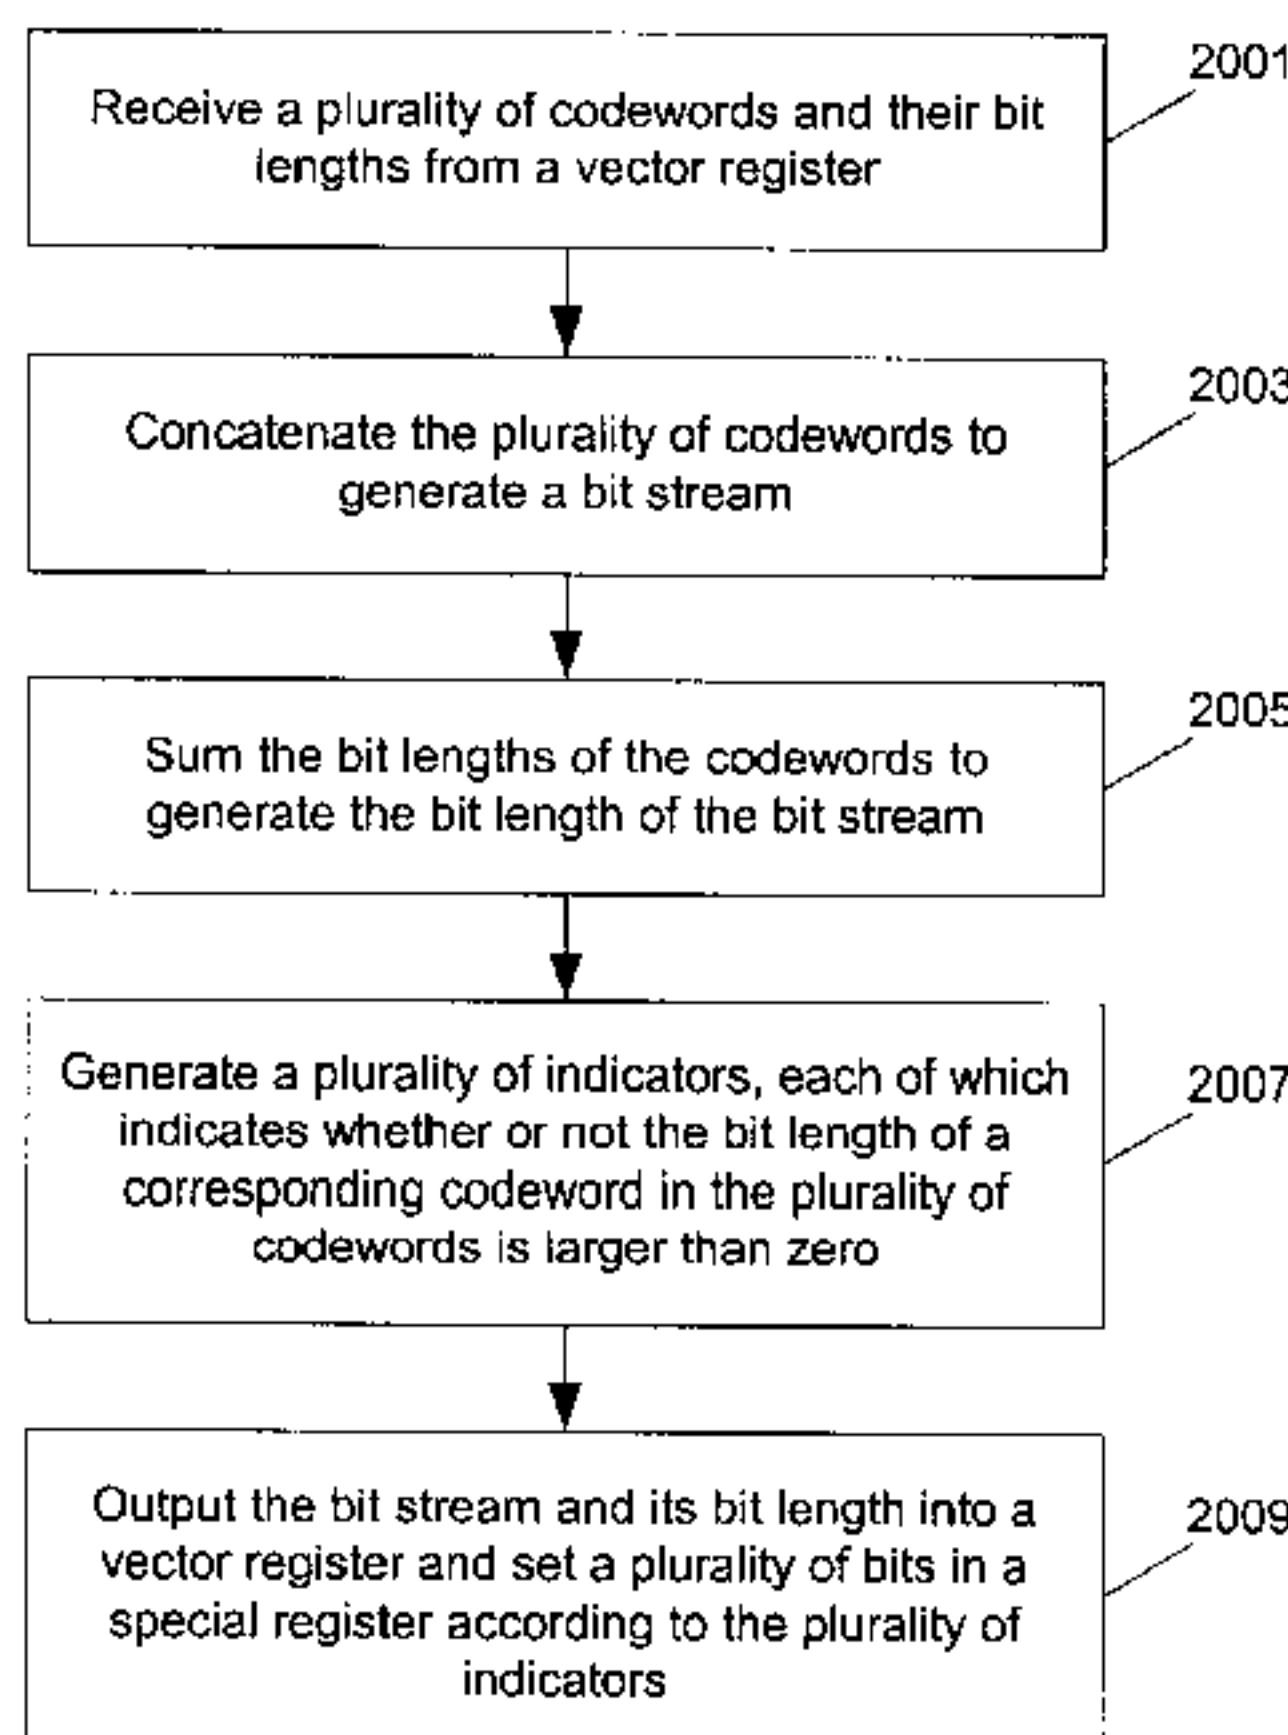 2001
Receive a plurality of codewords and their bit
lengths from a vector register
2003
Concatenate the plurality of codewords to
generate a bit stream
2005
Sum the bit lengths of the codewords to
generate the bit length of the bit stream
2007
Generate a plurality of indicators, each of which
indicates whether or not the bit length of a
corresponding codeword in the plurality of
codewords is larger than zero
2009
Output the bit stream and its bit length into a
vector register and set a plurality of bits in a
special register according to the plurality of
indicators